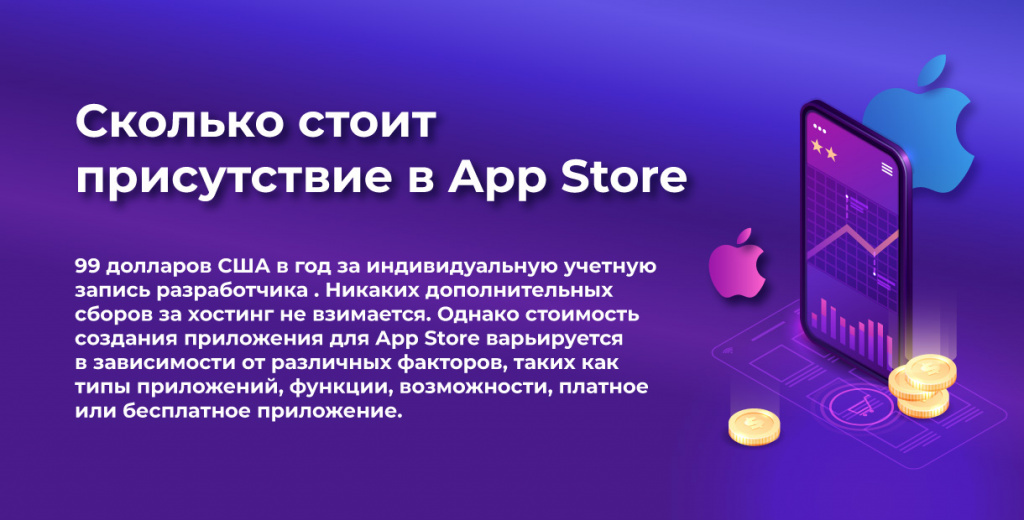 Сколько стоит
присутствие в App Store
99 долларов США в год за индивидуальную учетную
запись разработчика . Никаких дополнительных
сборов за хостинг не взимается. Однако стоимость
создания приложения для App Store варьируется
в зависимости от различных факторов, таких как
типы приложений, функции, возможности, платное
или бесплатное приложение.